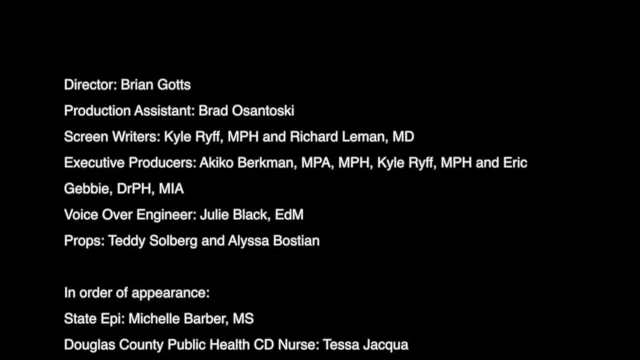 Director: Brian Gotts
Production Assistant: Brad Osantoski
Screen Writers: Kyle Ryff, MPH and Richard Leman, MD
Executive Producers: Akiko Berkman, MPA, MPH, Kyle Ryff, MPH and Eric
Gebbie, DrPH, MIA
Voice Over Engineer: Julie Black, EdM
Props: Teddy Solberg and Alyssa Bostian
In order of appearance:
State Epi: Michelle Barber, MS
Douglas County Public Health CD Nurse: Tessa Jacqua